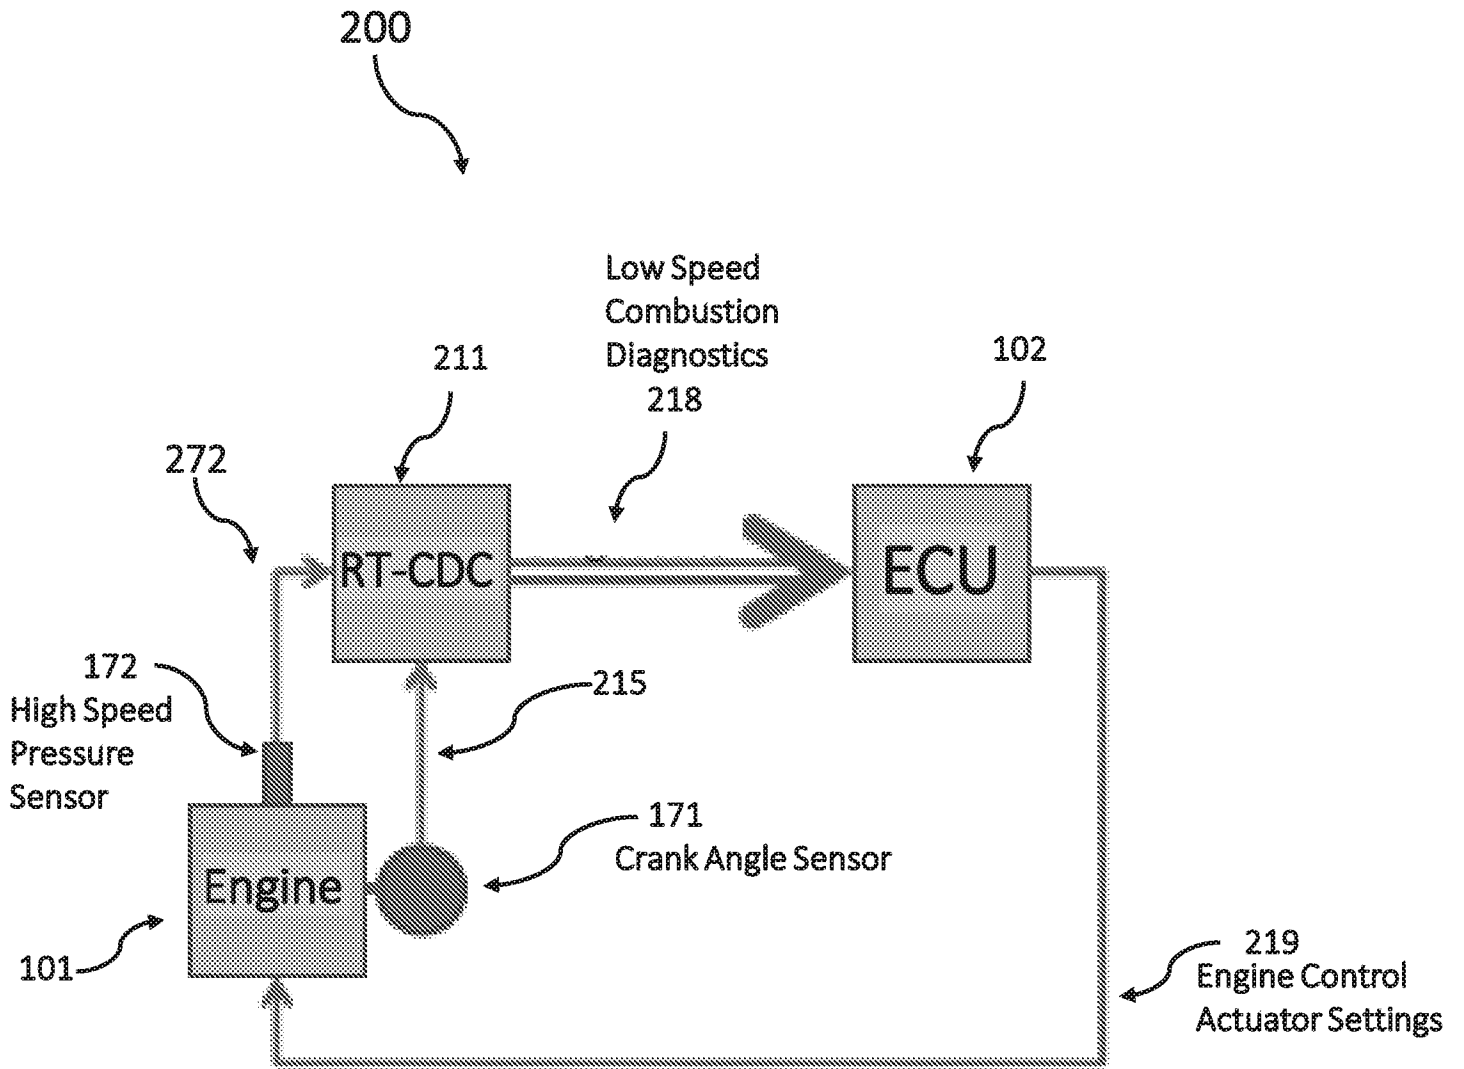 200
Low Speed
Combustion
Diagnostics
218
211
102
272
RT-CDC
ECU
172
High Speed
Pressure
Sensor
215
171
Crank Angle Sensor
Engine
101
219
Engine Control
Actuator Settings